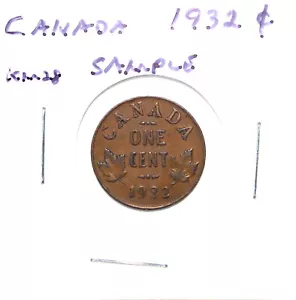 CANADA 1932 ¢
KM28 SAMPLE
CANADA
ONE
CENT
1932